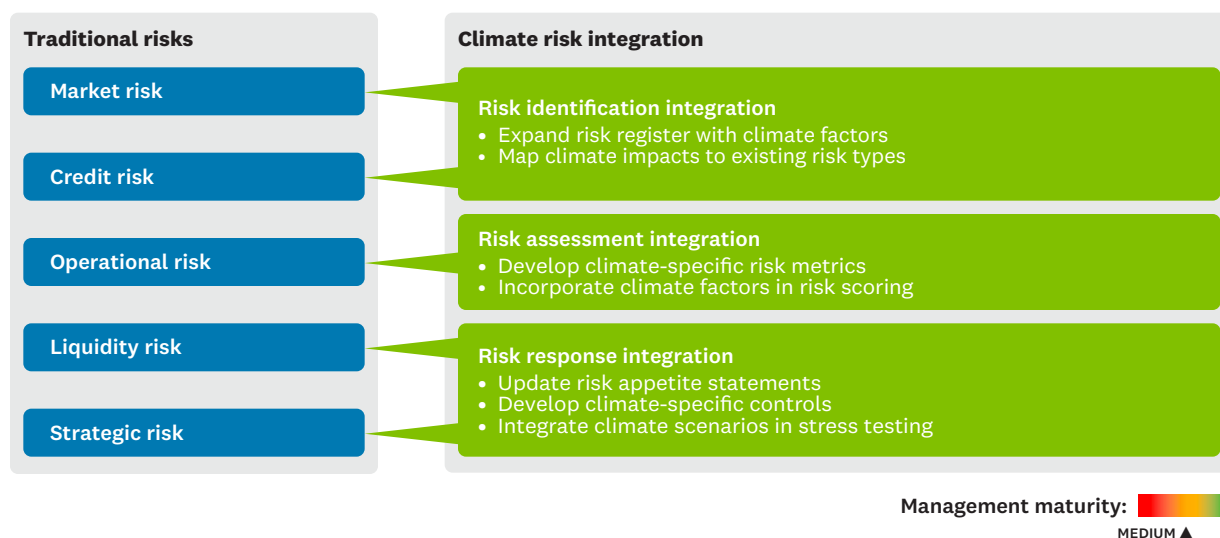 Traditional risks
Market risk
Credit risk
Operational risk
Liquidity risk
Strategic risk
Climate risk integration
Risk identification integration
• Expand risk register with climate factors
• Map climate impacts to existing risk types
Risk assessment integration
• Develop climate-specific risk metrics
• Incorporate climate factors in risk scoring
Risk response integration
• Update risk appetite statements
• Develop climate-specific controls
• Integrate climate scenarios in stress testing
Management maturity:
MEDIUM ▲